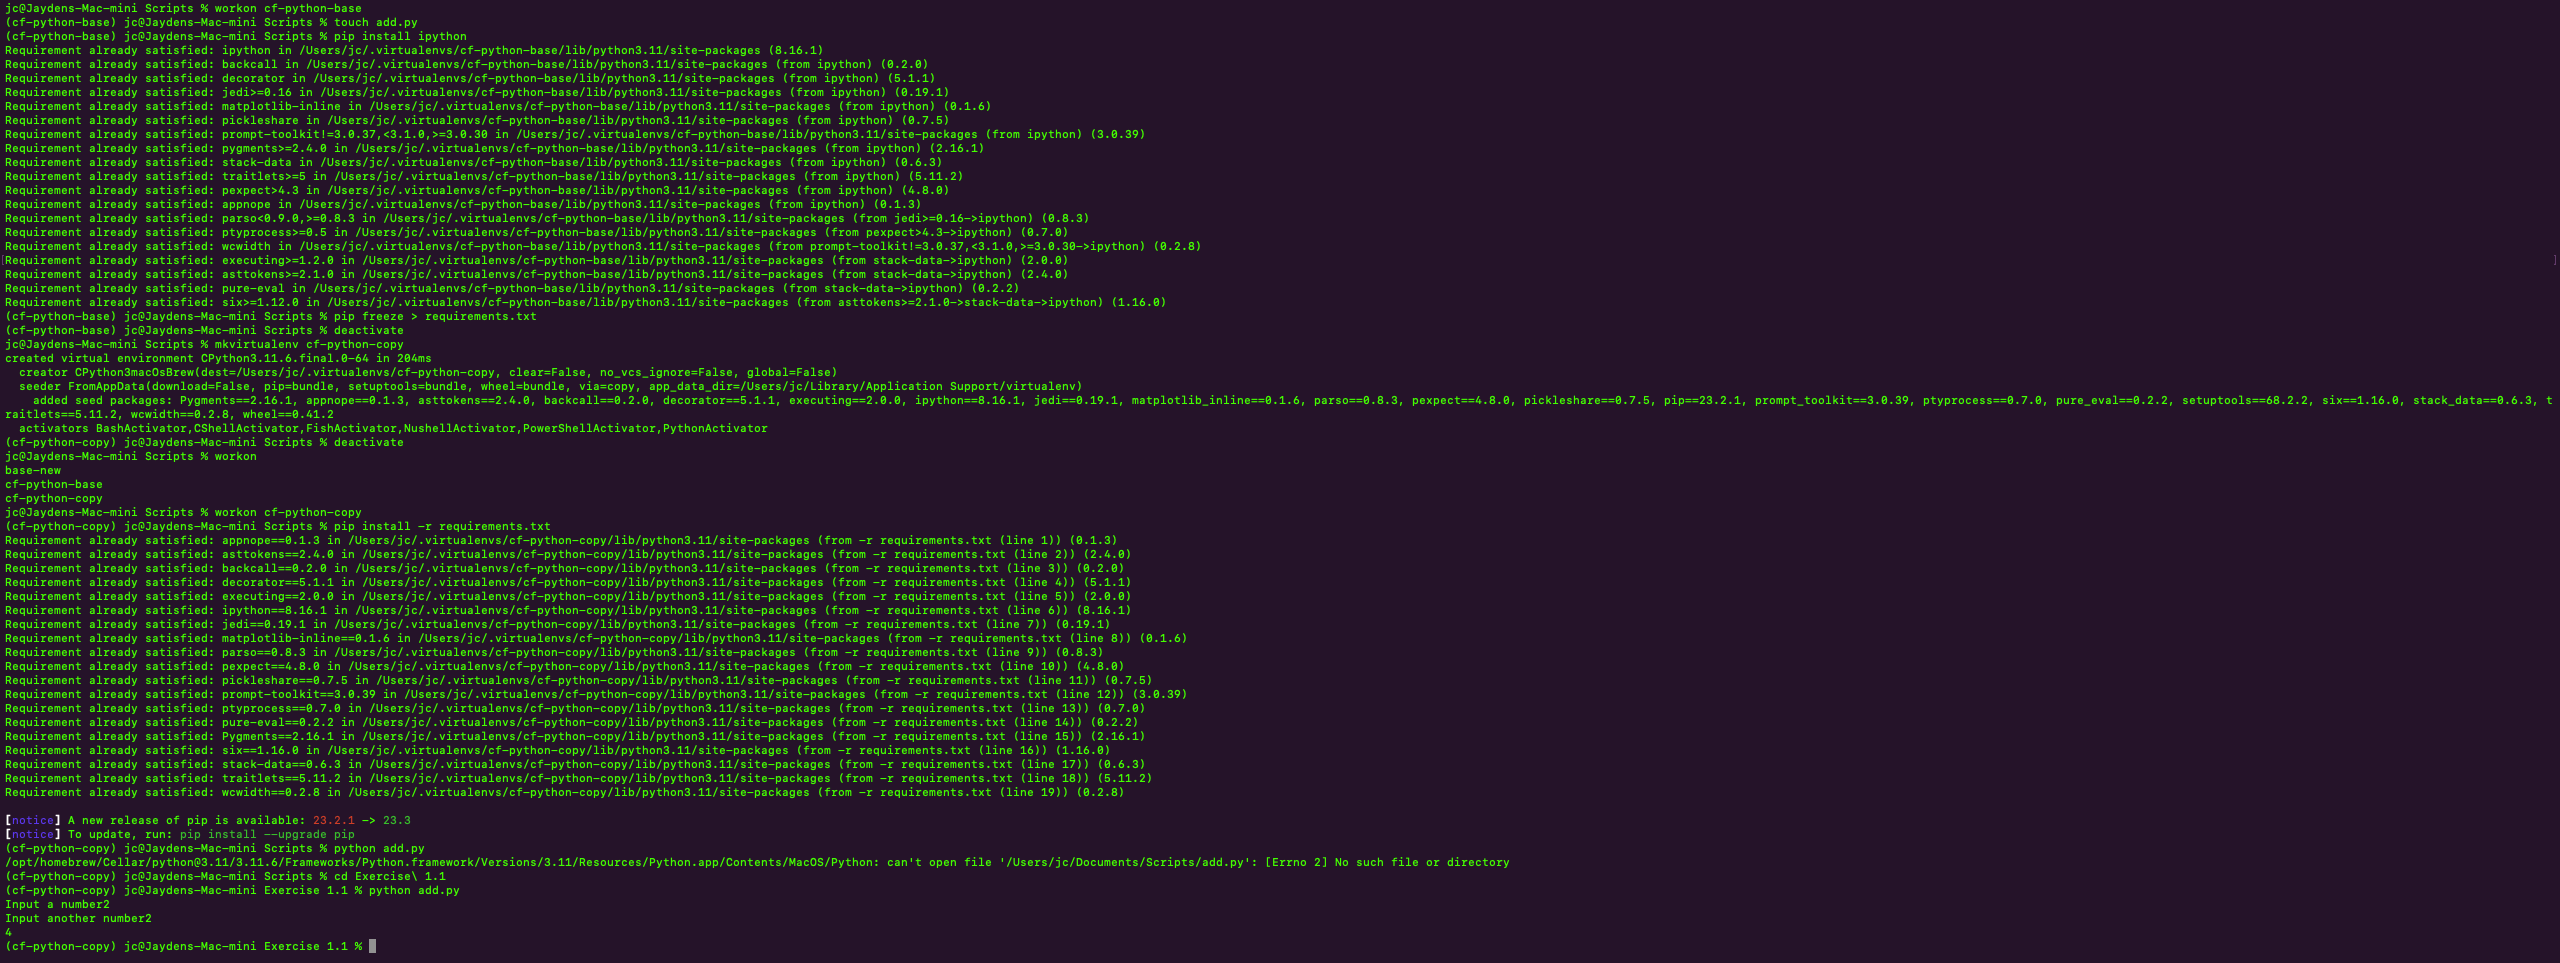 jc@Jaydens-Mac-mini Scripts % workon cf-python-base
(cf-python-base) jc@Jaydens-Mac-mini Scripts % touch add.py
(cf-python-base) jc@Jaydens-Mac-mini Scripts % pip install ipython
Requirement already satisfied: ipython in /Users/jc/.virtualenvs/cf-python-base/lib/python3.11/site-packages (8.16.1)
Requirement already satisfied: backcall in /Users/jc/.virtualenvs/cf-python-base/lib/python3.11/site-packages (from ipython) (0.2.0)
Requirement already satisfied: decorator in /Users/jc/.virtualenvs/cf-python-base/lib/python3.11/site-packages (from ipython) (5.1.1)
Requirement already satisfied: jedi>=0.16 in /Users/jc/.virtualenvs/cf-python-base/lib/python3.11/site-packages (from ipython) (0.19.1)
Requirement already satisfied: matplotlib-inline in /Users/jc/.virtualenvs/cf-python-base/lib/python3.11/site-packages (from ipython) (0.1.6)
Requirement already satisfied: pickleshare in /Users/jc/.virtualenvs/cf-python-base/lib/python3.11/site-packages (from ipython) (0.7.5)
Requirement already satisfied: prompt-toolkit!=3.0.37,<3.1.0,>=3.0.30 in /Users/jc/.virtualenvs/cf-python-base/lib/python3.11/site-packages (from ipython) (3.0.39)
Requirement already satisfied: pygments>=2.4.0 in /Users/jc/.virtualenvs/cf-python-base/lib/python3.11/site-packages (from ipython) (2.16.1)
Requirement already satisfied: stack-data in /Users/jc/.virtualenvs/cf-python-base/lib/python3.11/site-packages (from ipython) (0.6.3)
Requirement already satisfied: traitlets>=5 in /Users/jc/.virtualenvs/cf-python-base/lib/python3.11/site-packages (from ipython) (5.11.2)
Requirement already satisfied: pexpect>4.3 in /Users/jc/.virtualenvs/cf-python-base/lib/python3.11/site-packages (from ipython) (4.8.0)
Requirement already satisfied: appnope in /Users/jc/.virtualenvs/cf-python-base/lib/python3.11/site-packages (from ipython) (0.1.3)
Requirement already satisfied: parso<0.9.0,>=0.8.3 in /Users/jc/.virtualenvs/cf-python-base/lib/python3.11/site-packages (from jedi>=0.16->ipython) (0.8.3)
Requirement already satisfied: ptyprocess>=0.5 in /Users/jc/.virtualenvs/cf-python-base/lib/python3.11/site-packages (from pexpect>4.3->ipython) (0.7.0)
Requirement already satisfied: wcwidth in /Users/jc/.virtualenvs/cf-python-base/lib/python3.11/site-packages (from prompt-toolkit!=3.0.37,<3.1.0,>=3.0.30->ipython) (0.2.8)
Requirement already satisfied: executing>=1.2.0 in /Users/jc/.virtualenvs/cf-python-base/lib/python3.11/site-packages (from stack-data->ipython) (2.0.0)
Requirement already satisfied: asttokens>=2.1.0 in /Users/jc/.virtualenvs/cf-python-base/lib/python3.11/site-packages (from stack-data->ipython) (2.4.0)
Requirement already satisfied: pure-eval in /Users/jc/.virtualenvs/cf-python-base/lib/python3.11/site-packages (from stack-data->ipython) (0.2.2)
Requirement already satisfied: six>=1.12.0 in /Users/jc/.virtualenvs/cf-python-base/lib/python3.11/site-packages (from asttokens>=2.1.0->stack-data->ipython) (1.16.0)
(cf-python-base) jc@Jaydens-Mac-mini Scripts % pip freeze > requirements.txt
(cf-python-base) jc@Jaydens-Mac-mini Scripts % deactivate
jc@Jaydens-Mac-mini Scripts % mkvirtualenv cf-python-copy
created virtual environment CPython3.11.6.final.0-64 in 204ms
  creator CPython3macOsBrew(dest=/Users/jc/.virtualenvs/cf-python-copy, clear=False, no_vcs_ignore=False, global=False)
  seeder FromAppData(download=False, pip=bundle, setuptools=bundle, wheel=bundle, via=copy, app_data_dir=/Users/jc/Library/Application Support/virtualenv)
    added seed packages: Pygments==2.16.1, appnope==0.1.3, asttokens==2.4.0, backcall==0.2.0, decorator==5.1.1, executing==2.0.0, ipython==8.16.1, jedi==0.19.1, matplotlib_inline==0.1.6, parso==0.8.3, pexpect==4.8.0, pickleshare==0.7.5, pip==23.2.1, prompt_toolkit==3.0.39, ptyprocess==0.7.0, pure_eval==0.2.2, setuptools==68.2.2, six==1.16.0, stack_data==0.6.3, t
raitlets==5.11.2, wcwidth==0.2.8, wheel==0.41.2
  activators BashActivator,CShellActivator,FishActivator,NushellActivator,PowerShellActivator,PythonActivator
(cf-python-copy) jc@Jaydens-Mac-mini Scripts % deactivate
jc@Jaydens-Mac-mini Scripts % workon
base-new
cf-python-base
cf-python-copy
jc@Jaydens-Mac-mini Scripts % workon cf-python-copy
(cf-python-copy) jc@Jaydens-Mac-mini Scripts % pip install -r requirements.txt
Requirement already satisfied: appnope==0.1.3 in /Users/jc/.virtualenvs/cf-python-copy/lib/python3.11/site-packages (from -r requirements.txt (line 1)) (0.1.3)
Requirement already satisfied: asttokens==2.4.0 in /Users/jc/.virtualenvs/cf-python-copy/lib/python3.11/site-packages (from -r requirements.txt (line 2)) (2.4.0)
Requirement already satisfied: backcall==0.2.0 in /Users/jc/.virtualenvs/cf-python-copy/lib/python3.11/site-packages (from -r requirements.txt (line 3)) (0.2.0)
Requirement already satisfied: decorator==5.1.1 in /Users/jc/.virtualenvs/cf-python-copy/lib/python3.11/site-packages (from -r requirements.txt (line 4)) (5.1.1)
Requirement already satisfied: executing==2.0.0 in /Users/jc/.virtualenvs/cf-python-copy/lib/python3.11/site-packages (from -r requirements.txt (line 5)) (2.0.0)
Requirement already satisfied: ipython==8.16.1 in /Users/jc/.virtualenvs/cf-python-copy/lib/python3.11/site-packages (from -r requirements.txt (line 6)) (8.16.1)
Requirement already satisfied: jedi==0.19.1 in /Users/jc/.virtualenvs/cf-python-copy/lib/python3.11/site-packages (from -r requirements.txt (line 7)) (0.19.1)
Requirement already satisfied: matplotlib-inline==0.1.6 in /Users/jc/.virtualenvs/cf-python-copy/lib/python3.11/site-packages (from -r requirements.txt (line 8)) (0.1.6)
Requirement already satisfied: parso==0.8.3 in /Users/jc/.virtualenvs/cf-python-copy/lib/python3.11/site-packages (from -r requirements.txt (line 9)) (0.8.3)
Requirement already satisfied: pexpect==4.8.0 in /Users/jc/.virtualenvs/cf-python-copy/lib/python3.11/site-packages (from -r requirements.txt (line 10)) (4.8.0)
Requirement already satisfied: pickleshare==0.7.5 in /Users/jc/.virtualenvs/cf-python-copy/lib/python3.11/site-packages (from -r requirements.txt (line 11)) (0.7.5)
Requirement already satisfied: prompt-toolkit==3.0.39 in /Users/jc/.virtualenvs/cf-python-copy/lib/python3.11/site-packages (from -r requirements.txt (line 12)) (3.0.39)
Requirement already satisfied: ptyprocess==0.7.0 in /Users/jc/.virtualenvs/cf-python-copy/lib/python3.11/site-packages (from -r requirements.txt (line 13)) (0.7.0)
Requirement already satisfied: pure-eval==0.2.2 in /Users/jc/.virtualenvs/cf-python-copy/lib/python3.11/site-packages (from -r requirements.txt (line 14)) (0.2.2)
Requirement already satisfied: Pygments==2.16.1 in /Users/jc/.virtualenvs/cf-python-copy/lib/python3.11/site-packages (from -r requirements.txt (line 15)) (2.16.1)
Requirement already satisfied: six==1.16.0 in /Users/jc/.virtualenvs/cf-python-copy/lib/python3.11/site-packages (from -r requirements.txt (line 16)) (1.16.0)
Requirement already satisfied: stack-data==0.6.3 in /Users/jc/.virtualenvs/cf-python-copy/lib/python3.11/site-packages (from -r requirements.txt (line 17)) (0.6.3)
Requirement already satisfied: traitlets==5.11.2 in /Users/jc/.virtualenvs/cf-python-copy/lib/python3.11/site-packages (from -r requirements.txt (line 18)) (5.11.2)
Requirement already satisfied: wcwidth==0.2.8 in /Users/jc/.virtualenvs/cf-python-copy/lib/python3.11/site-packages (from -r requirements.txt (line 19)) (0.2.8)

[notice] A new release of pip is available: 23.2.1 -> 23.3
[notice] To update, run: pip install --upgrade pip
(cf-python-copy) jc@Jaydens-Mac-mini Scripts % python add.py
/opt/homebrew/Cellar/python@3.11/3.11.6/Frameworks/Python.framework/Versions/3.11/Resources/Python.app/Contents/MacOS/Python: can't open file '/Users/jc/Documents/Scripts/add.py': [Errno 2] No such file or directory
(cf-python-copy) jc@Jaydens-Mac-mini Scripts % cd Exercise\ 1.1
(cf-python-copy) jc@Jaydens-Mac-mini Exercise 1.1 % python add.py
Input a number2
Input another number2
4
(cf-python-copy) jc@Jaydens-Mac-mini Exercise 1.1 %